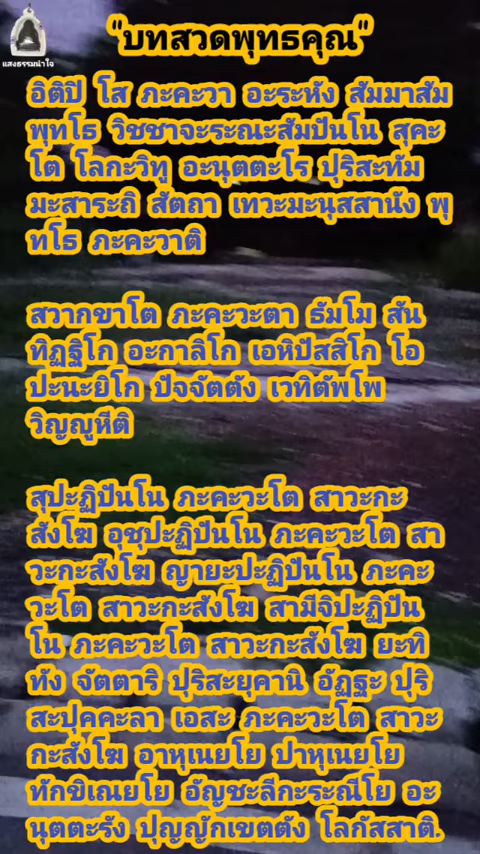 "บทสวดพุทธคุณ"
แสงธรรมนำใจ
อิติปิ โส ภะคะวา อะระหัง สัมมาสัม
พุทโธ วิชชาจะระณะสัมปันโน สุคะ
โต โลกะวิทู อะนุตตะโร ปุริสะทัม
มะสาระถิ สัตถา เทวะมะนุสสานัง พุ
ทโธ ภะคะวาติ
สวากขาโต ภะคะวะตา ธัมโม สัน
ทิฏฐิโก อะกาลิโก เอหิปัสสิโก โอ
ปะนะยิโก ปัจจัตตัง เวทิตัพโพ
วิญญูหีติ
สุปะฏิปันโน ภะคะวะโต สาวะกะ
สังโฆ อุชุปะฏิปันโน ภะคะวะโต สา
วะกะสังโฆ ญายะปะฏิปันโน ภะคะ
วะโต สาวะกะสังโฆ สามีจิปะฏิปัน
โน ภะคะวะโต สาวะกะสังโฆ ยะทิ
ทัง จัตตาริ ปุริสะยุคานิ อัฏฐะ ปุริ
สะปุคคะลา เอสะ ภะคะวะโต สาวะ
กะสังโฆ อาหุเนยโย ปาหุเนยโย
ทักขิเณยโย อัญชะลีกะระณีโย อะ
นุตตะรัง ปุญญักเขตตัง โลกัสสาติ.